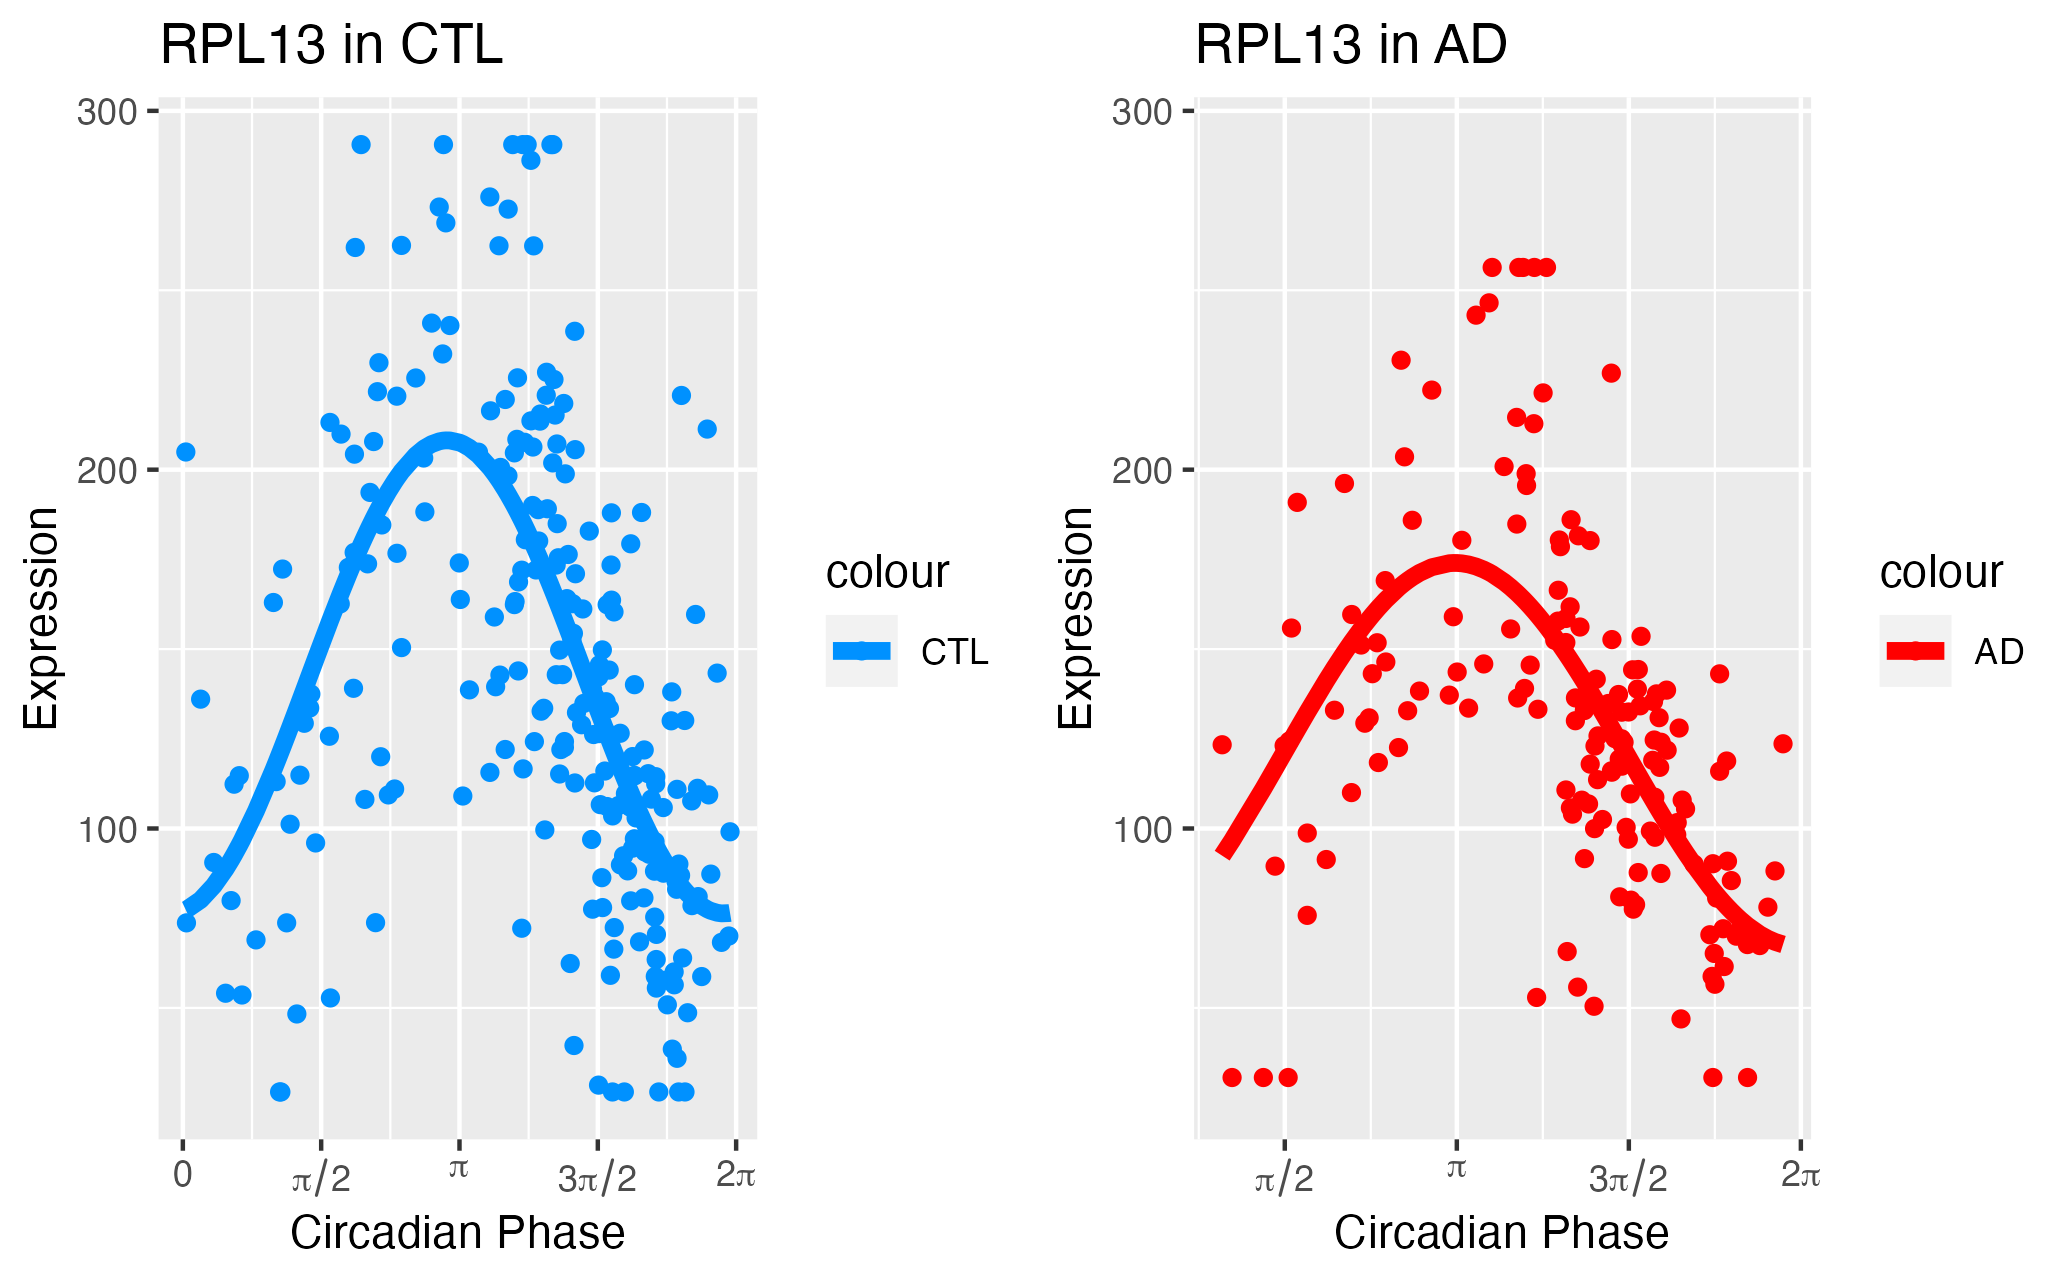 RPL13 in CTL
300
200
100
Expression
0
π/2
π
3π/2
2π
Circadian Phase
colour
CTL
RPL13 in AD
300
200
100
Expression
π/2
π
3π/2
2π
Circadian Phase
colour
AD